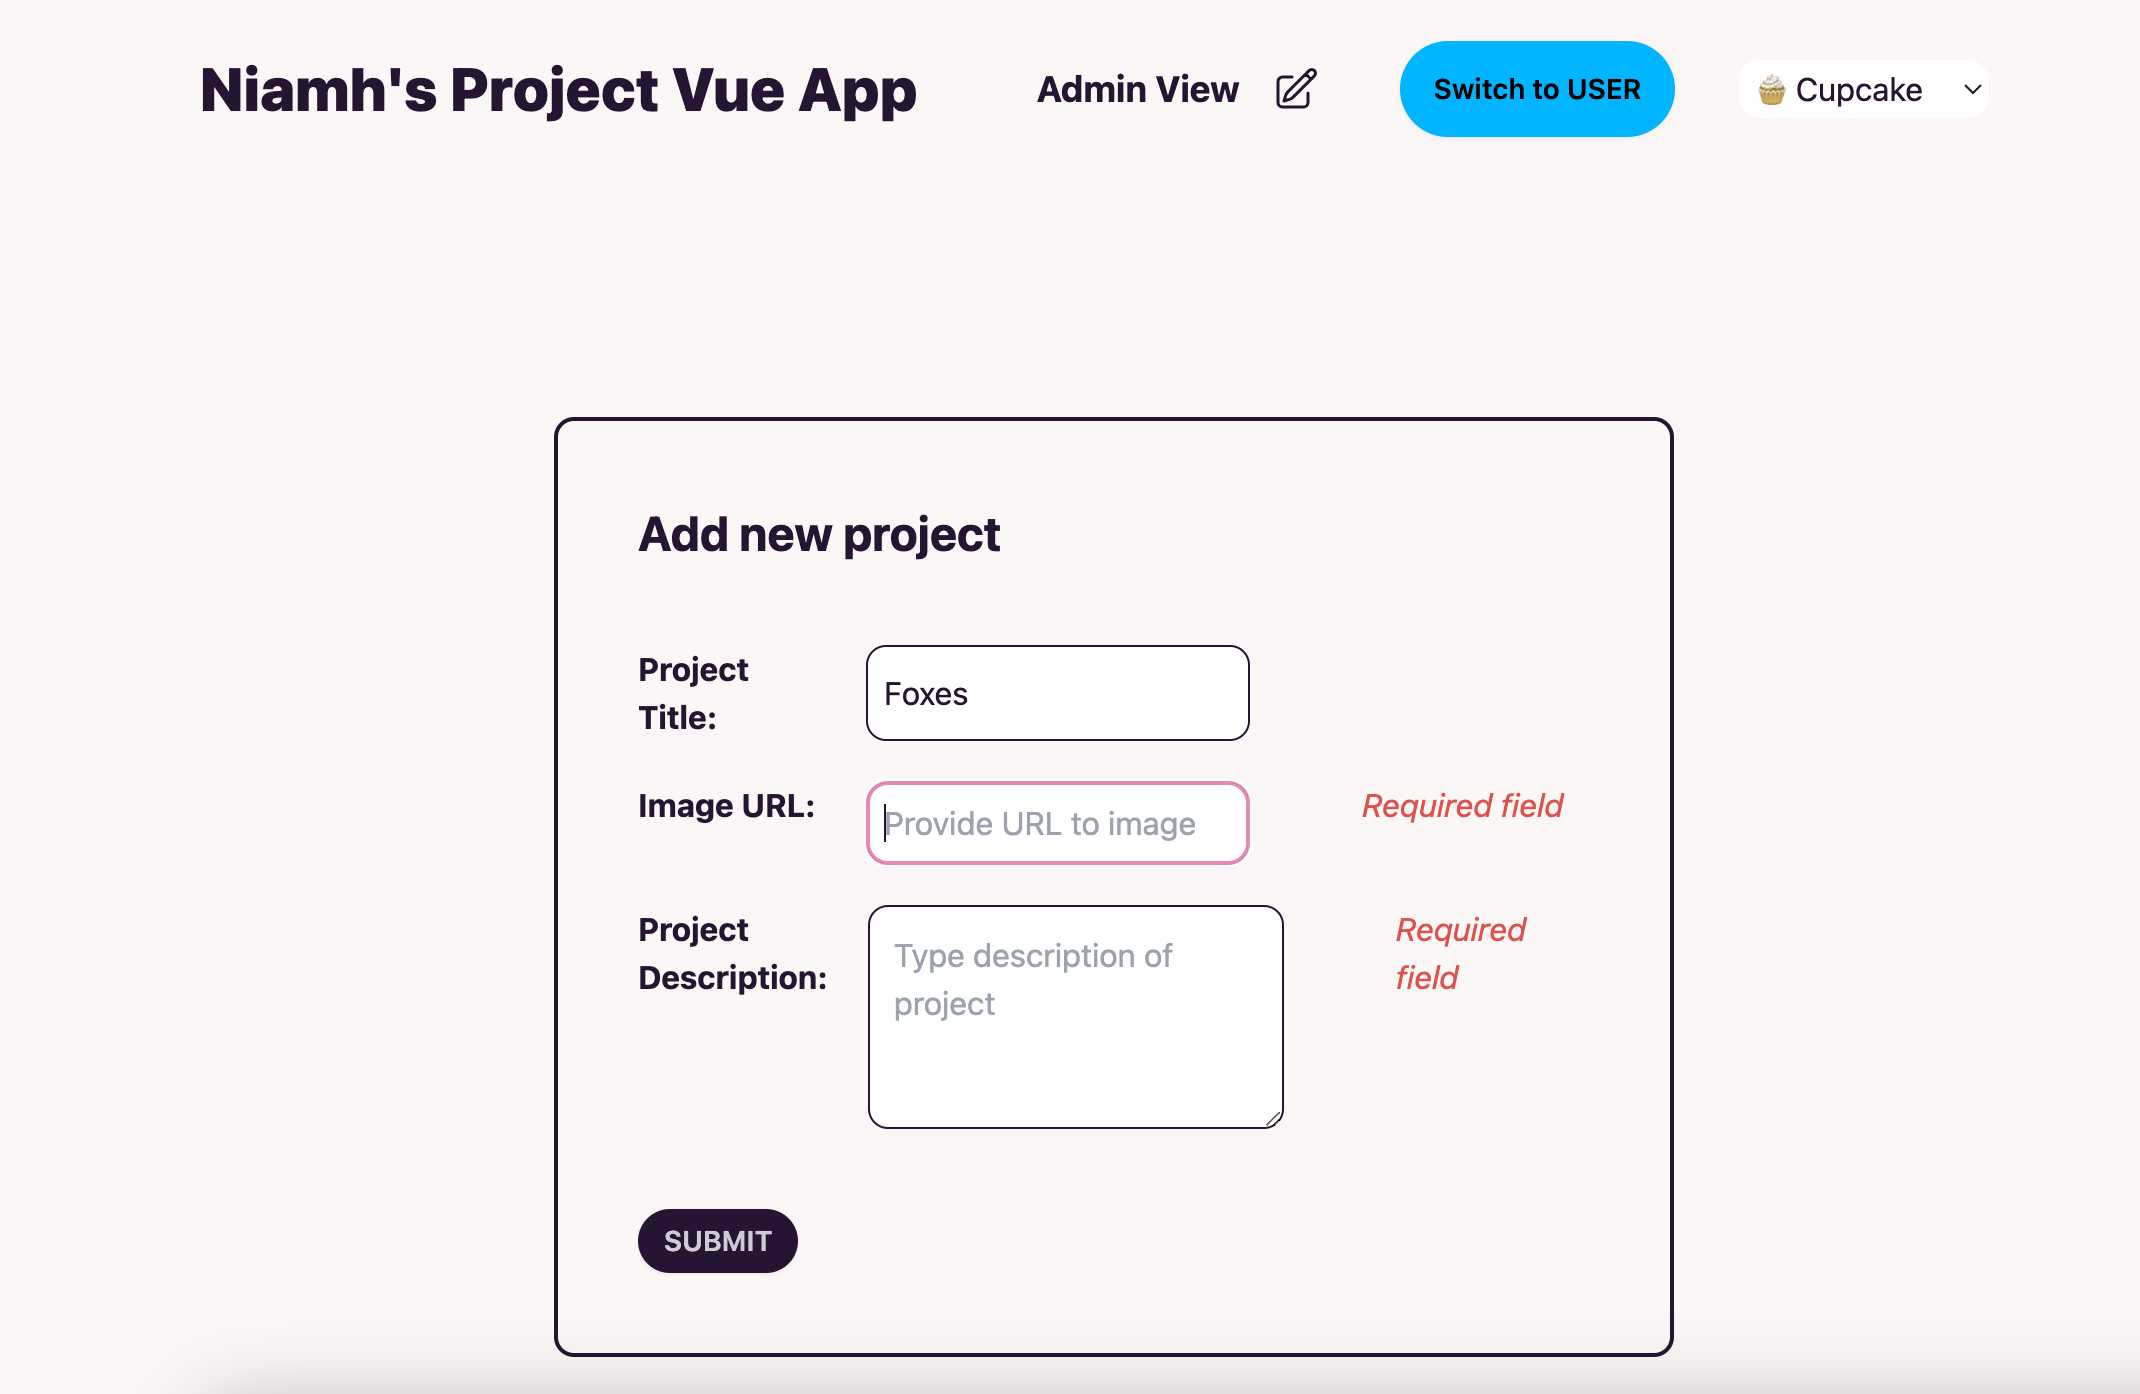 Niamh's Project Vue App
Admin View
Switch to USER
🧁 Cupcake
Add new project
Project
Title:
Foxes
Image URL:
Provide URL to image
Required field
Project
Description:
Type description of
project
Required
field
SUBMIT